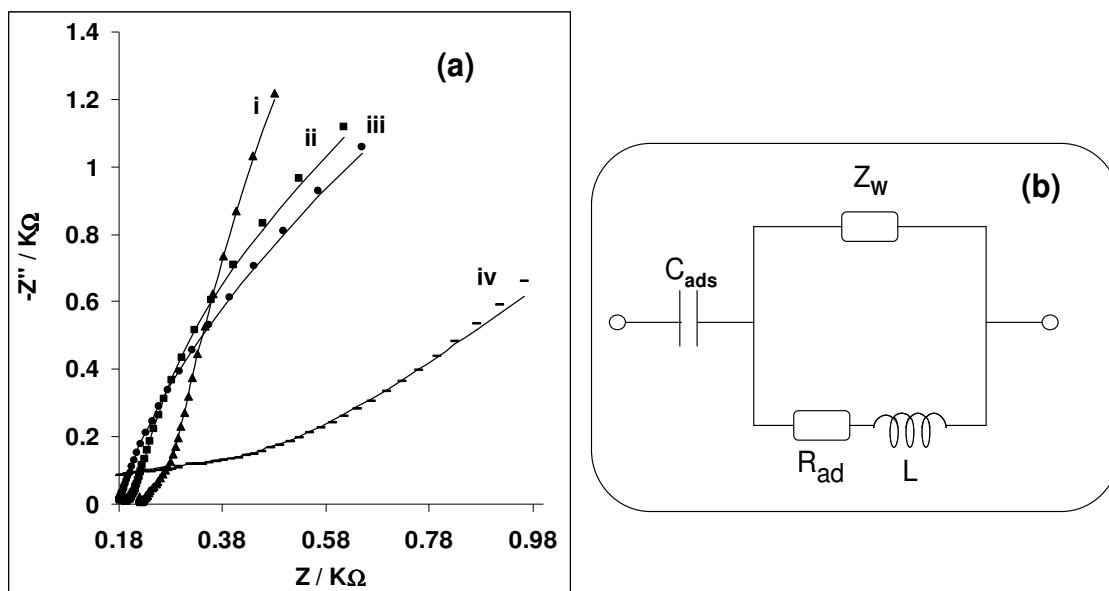 (a)
-Z'' / KΩ
1.4
1.2
1
0.8
0.6
0.4
0.2
0
i
ii
iii
iv
0.18
0.38
0.58
0.78
0.98
Z / KΩ
(b)
Z_W
C_ads
R_ad
L